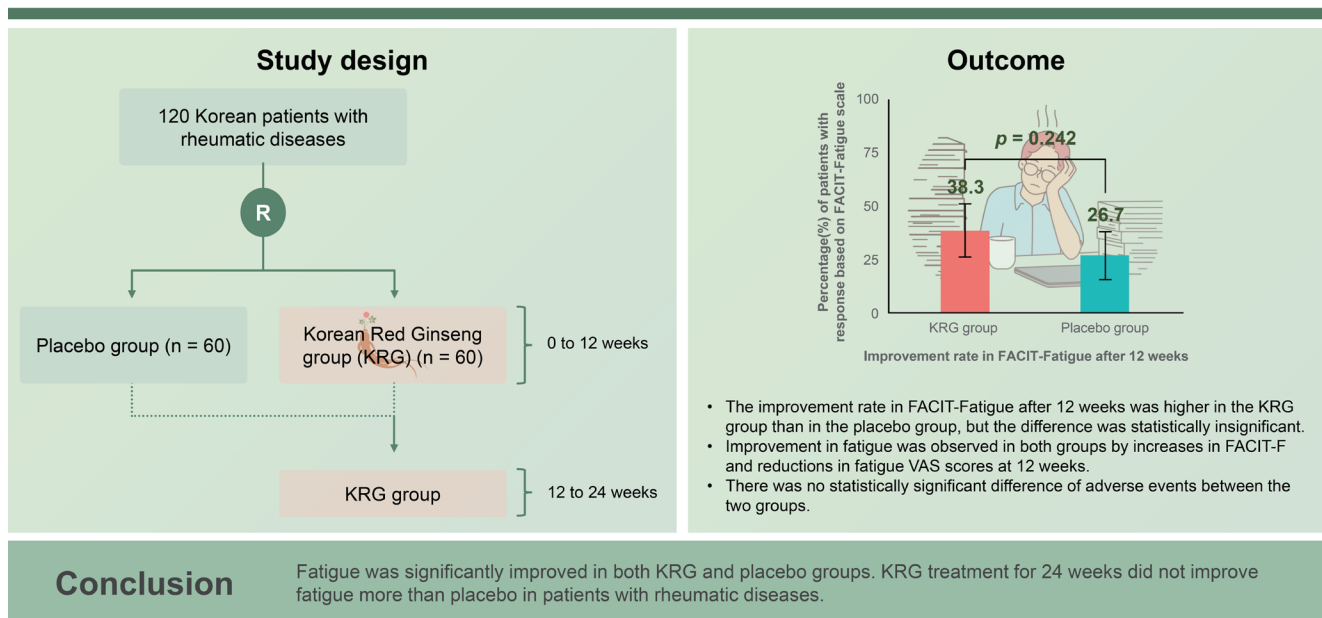 Study design
120 Korean patients with
rheumatic diseases
R
Placebo group (n = 60)
Korean Red Ginseng
group (KRG) (n = 60)
0 to 12 weeks
KRG group
12 to 24 weeks
Outcome
Percentage(%) of patients with
response based on FACIT-Fatigue scale
100
75
50
25
0
p = 0.242
38.3
26.7
KRG group
Placebo group
Improvement rate in FACIT-Fatigue after 12 weeks
• The improvement rate in FACIT-Fatigue after 12 weeks was higher in the KRG
group than in the placebo group, but the difference was statistically insignificant.
• Improvement in fatigue was observed in both groups by increases in FACIT-F
and reductions in fatigue VAS scores at 12 weeks.
• There was no statistically significant difference of adverse events between the
two groups.
Conclusion
Fatigue was significantly improved in both KRG and placebo groups. KRG treatment for 24 weeks did not improve
fatigue more than placebo in patients with rheumatic diseases.